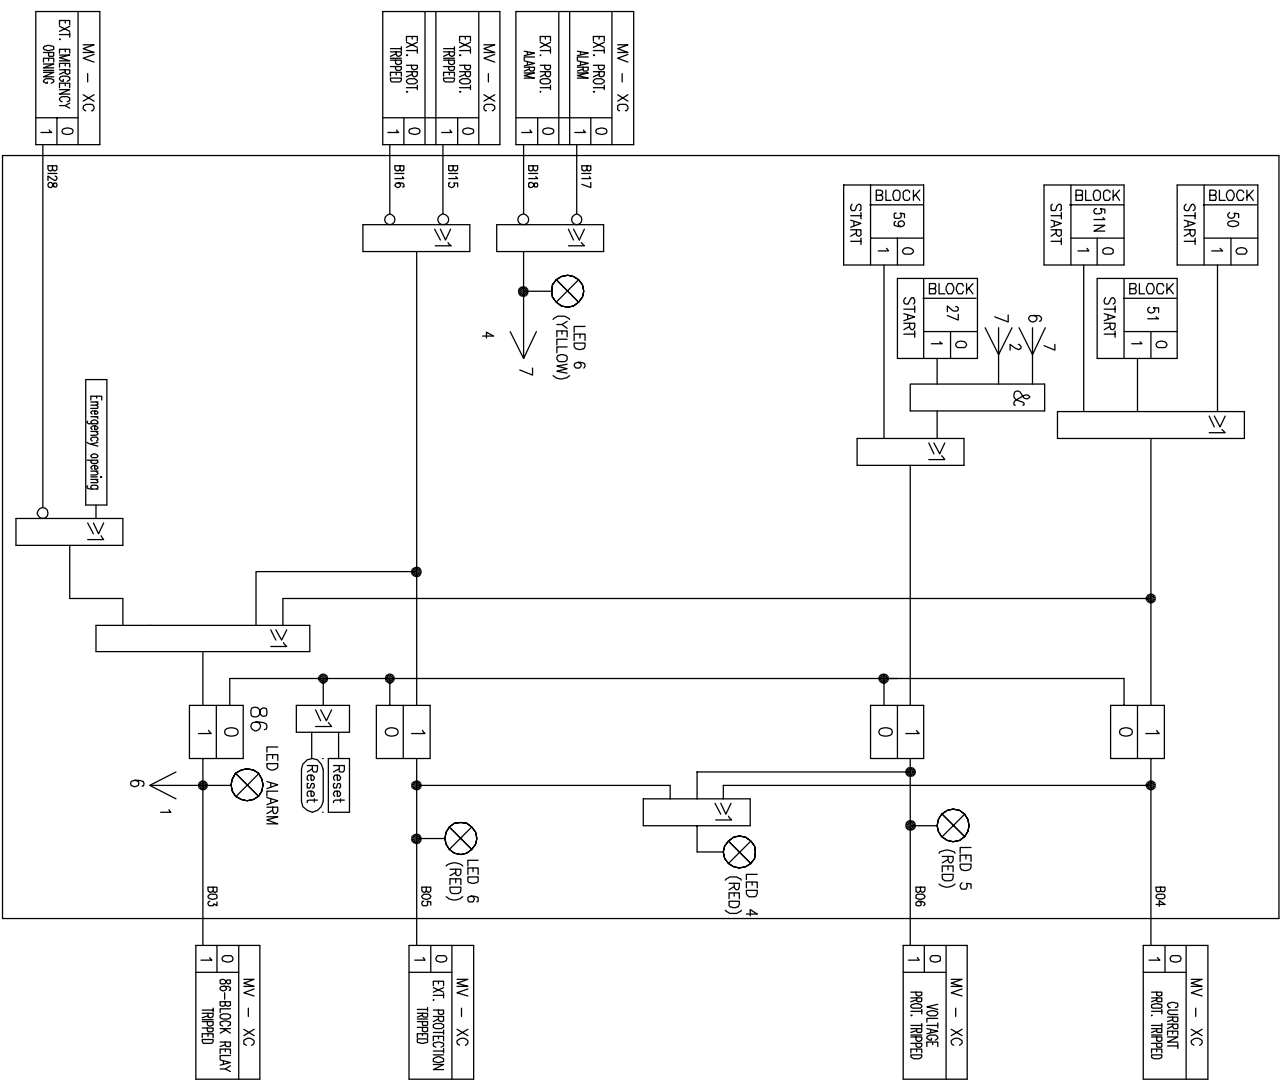 BLOCK
50
0
1
START
BLOCK
51
0
1
START
BLOCK
51N
0
1
START
≥1
1
0
B04
MV - XC
0
1
CURRENT
PROT. TRIPPED
6
7
7
2
&
BLOCK
27
0
1
START
BLOCK
59
0
1
START
≥1
1
0
LED 5
(RED)
B06
MV - XC
0
1
VOLTAGE
PROT. TRIPPED
≥1
LED 4
(RED)
MV - XC
EXT. PROT.
ALARM
0
1
EXT. PROT.
ALARM
0
1
BI17
BI18
≥1
LED 6
(YELLOW)
4
7
MV - XC
EXT. PROT.
TRIPPED
0
1
EXT. PROT.
TRIPPED
0
1
BI15
BI16
≥1
1
0
LED 6
(RED)
B05
MV - XC
0
1
EXT. PROTECTION
TRIPPED
≥1
Reset
Reset
≥1
86
0
1
LED ALARM
6
1
B03
MV - XC
0
1
86-BLOCK RELAY
TRIPPED
Emergency opening
≥1
MV - XC
EXT. EMERGENCY
OPENING
0
1
BI28